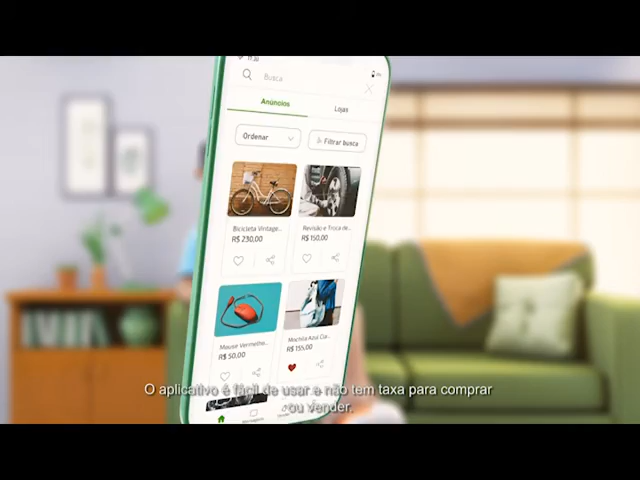 Busca
Anúncios
Lojas
Ordenar
Filtrar busca
Bicicleta Vintage...
R$ 230,00
Revisão e Troca de...
R$ 150,00
Mouse Vermelho...
R$ 50,00
Mochila Azul Cla...
R$ 155,00
O aplicativo é fácil de usar e não tem taxa para comprar
ou vender.